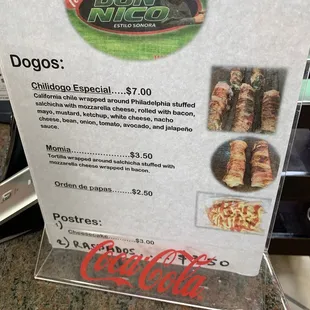 DON
NICO
ESTILO SONORA
Dogos:
Chilidogo Especial.....$7.00
California chile wrapped around Philadelphia stuffed
salchicha with mozzarella cheese, rolled with bacon,
mayo, mustard, ketchup, white cheese, nacho
cheese, bean, onion, tomato, avocado, and jalapeño
sauce.
Momia..................$3.50
Tortilla wrapped around salchicha stuffed with
mozzarella cheese wrapped in bacon.
Orden de papas........$2.50
Postres:
1) Cheesecake.........$3.00
2) RASPADOS
Coca-Cola